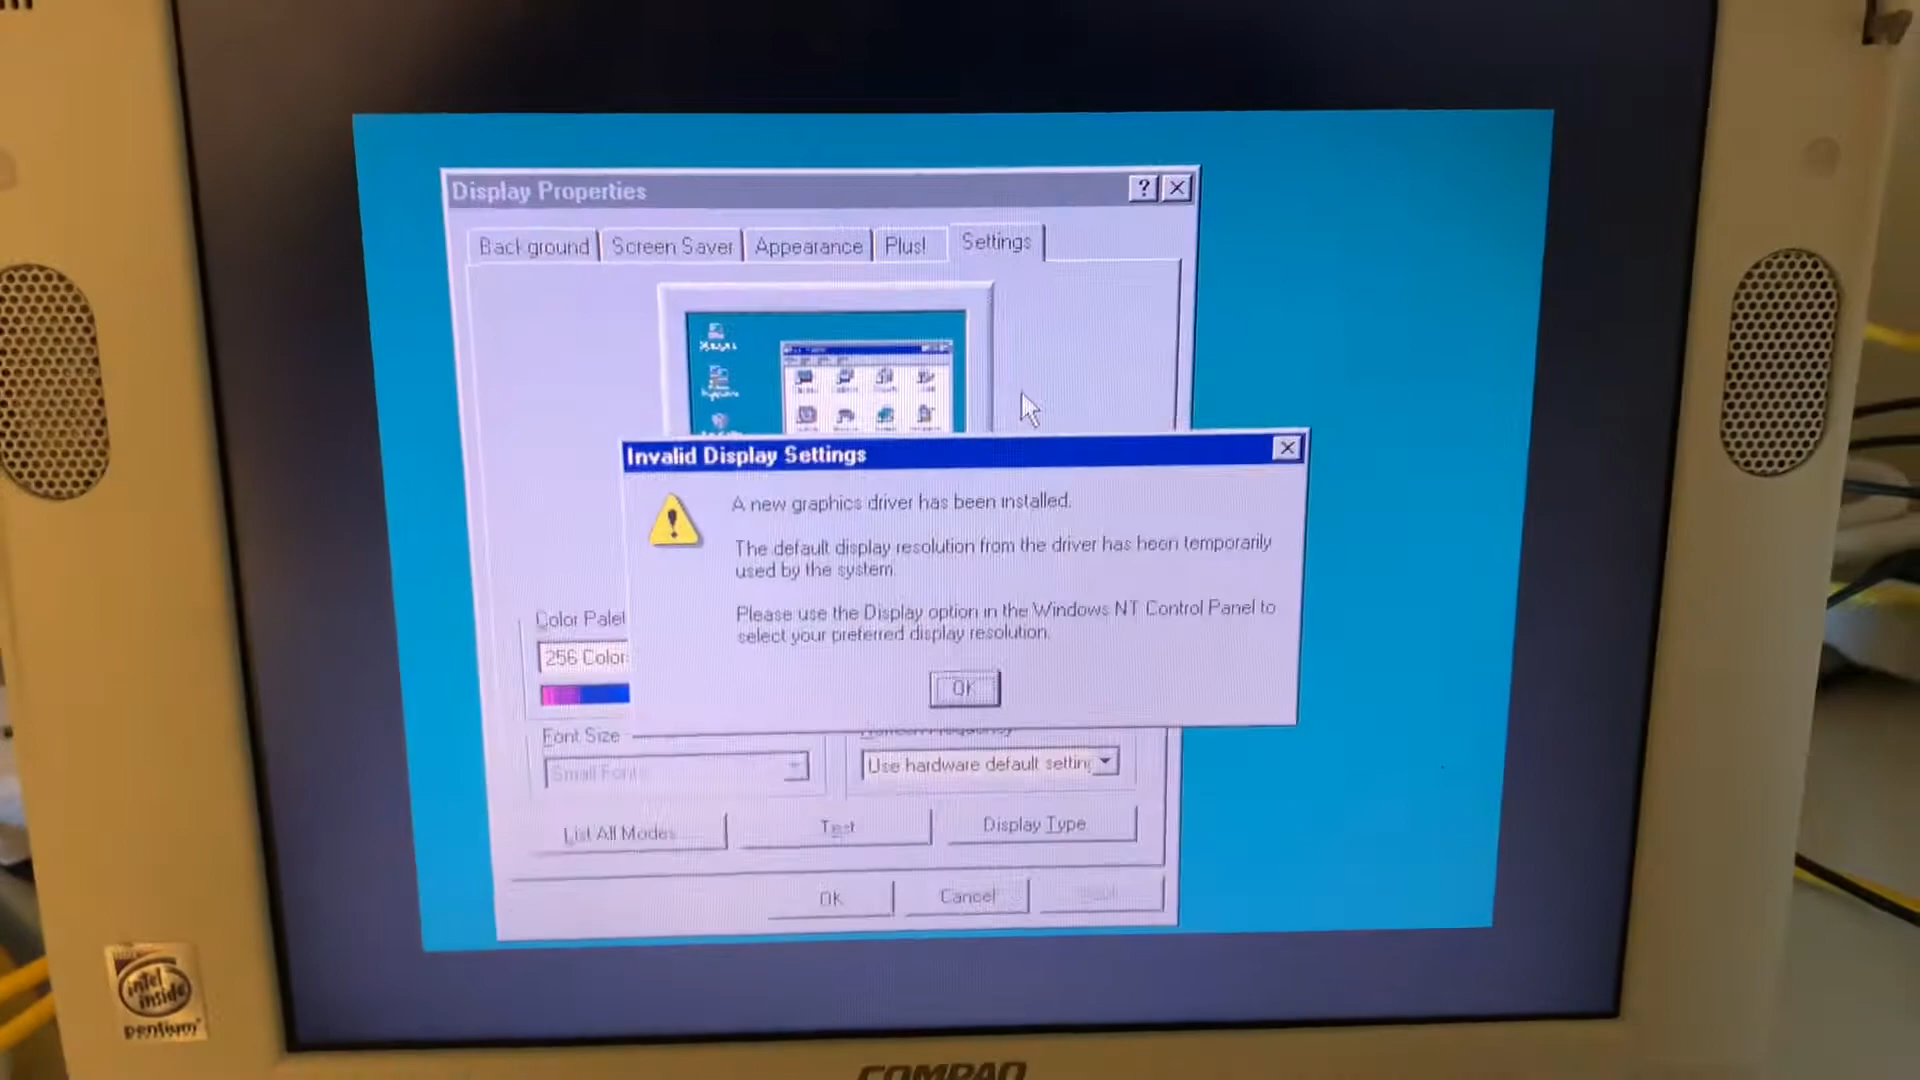 Display Properties
Background
Screen Saver
Appearance
Plus!
Settings
Invalid Display Settings
A new graphics driver has been installed.
The default display resolution from the driver has been temporarily
used by the system.
Please use the Display option in the Windows NT Control Panel to
select your preferred display resolution.
OK
Color Palet
256 Color
Font Size
Small Fonts
Use hardware default setting
List All Modes
Test
Display Type
OK
Cancel
intel
inside
pentium
COMPAQ